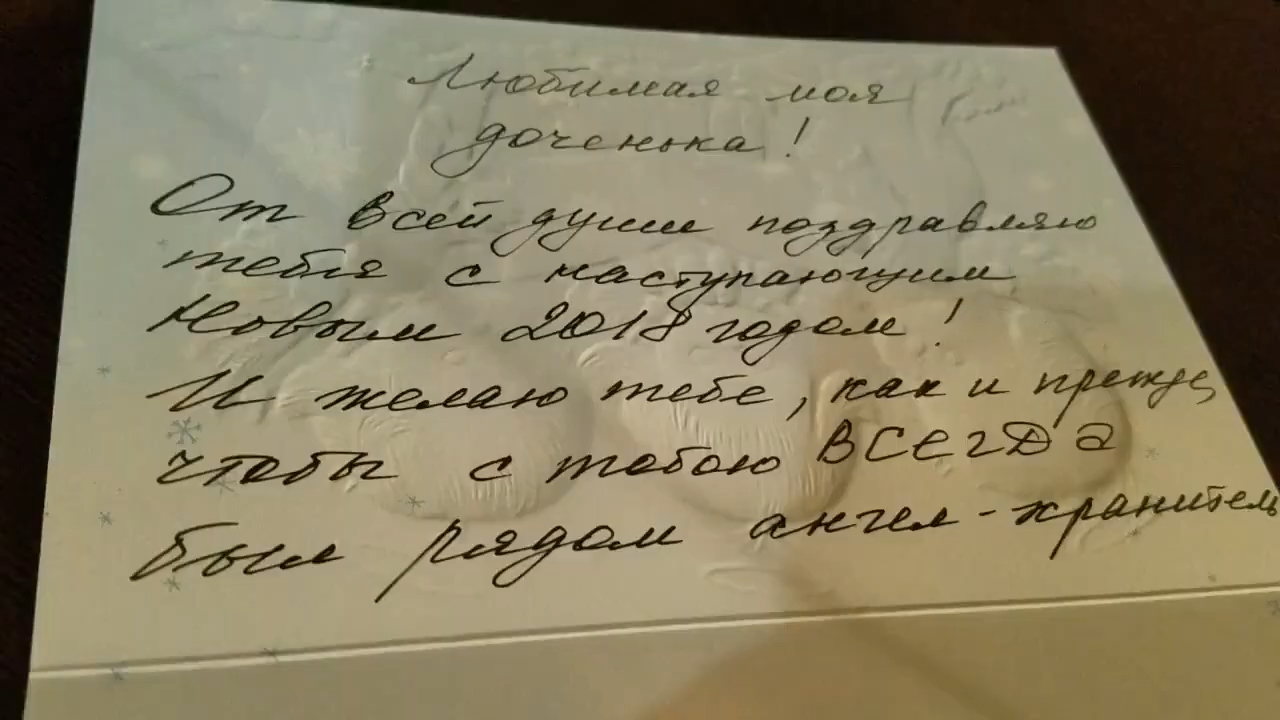 Любимая моя
доченька!
От всей души поздравляю
тебя с наступающим
Новым 2018 годом!
И желаю тебе, как и прежде,
чтобы с тобою ВСЕГДА
был рядом ангел-хранитель